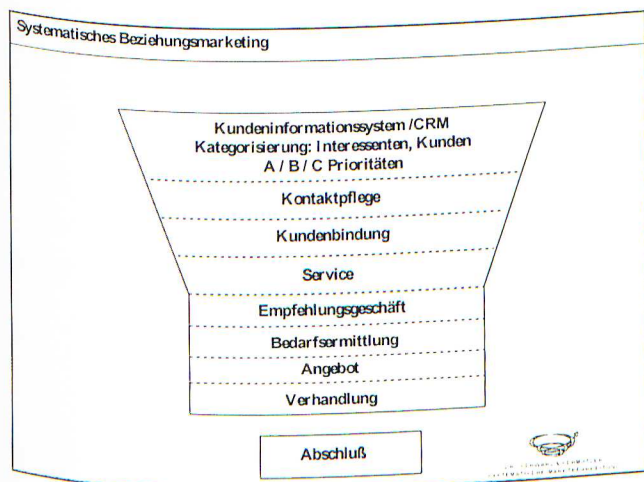 Systematisches Beziehungsmarketing
Kundeninformationssystem /CRM
Kategorisierung: Interessenten, Kunden
A / B / C Prioritäten
Kontaktpflege
Kundenbindung
Service
Empfehlungsgeschäft
Bedarfsermittlung
Angebot
Verhandlung
Abschluß